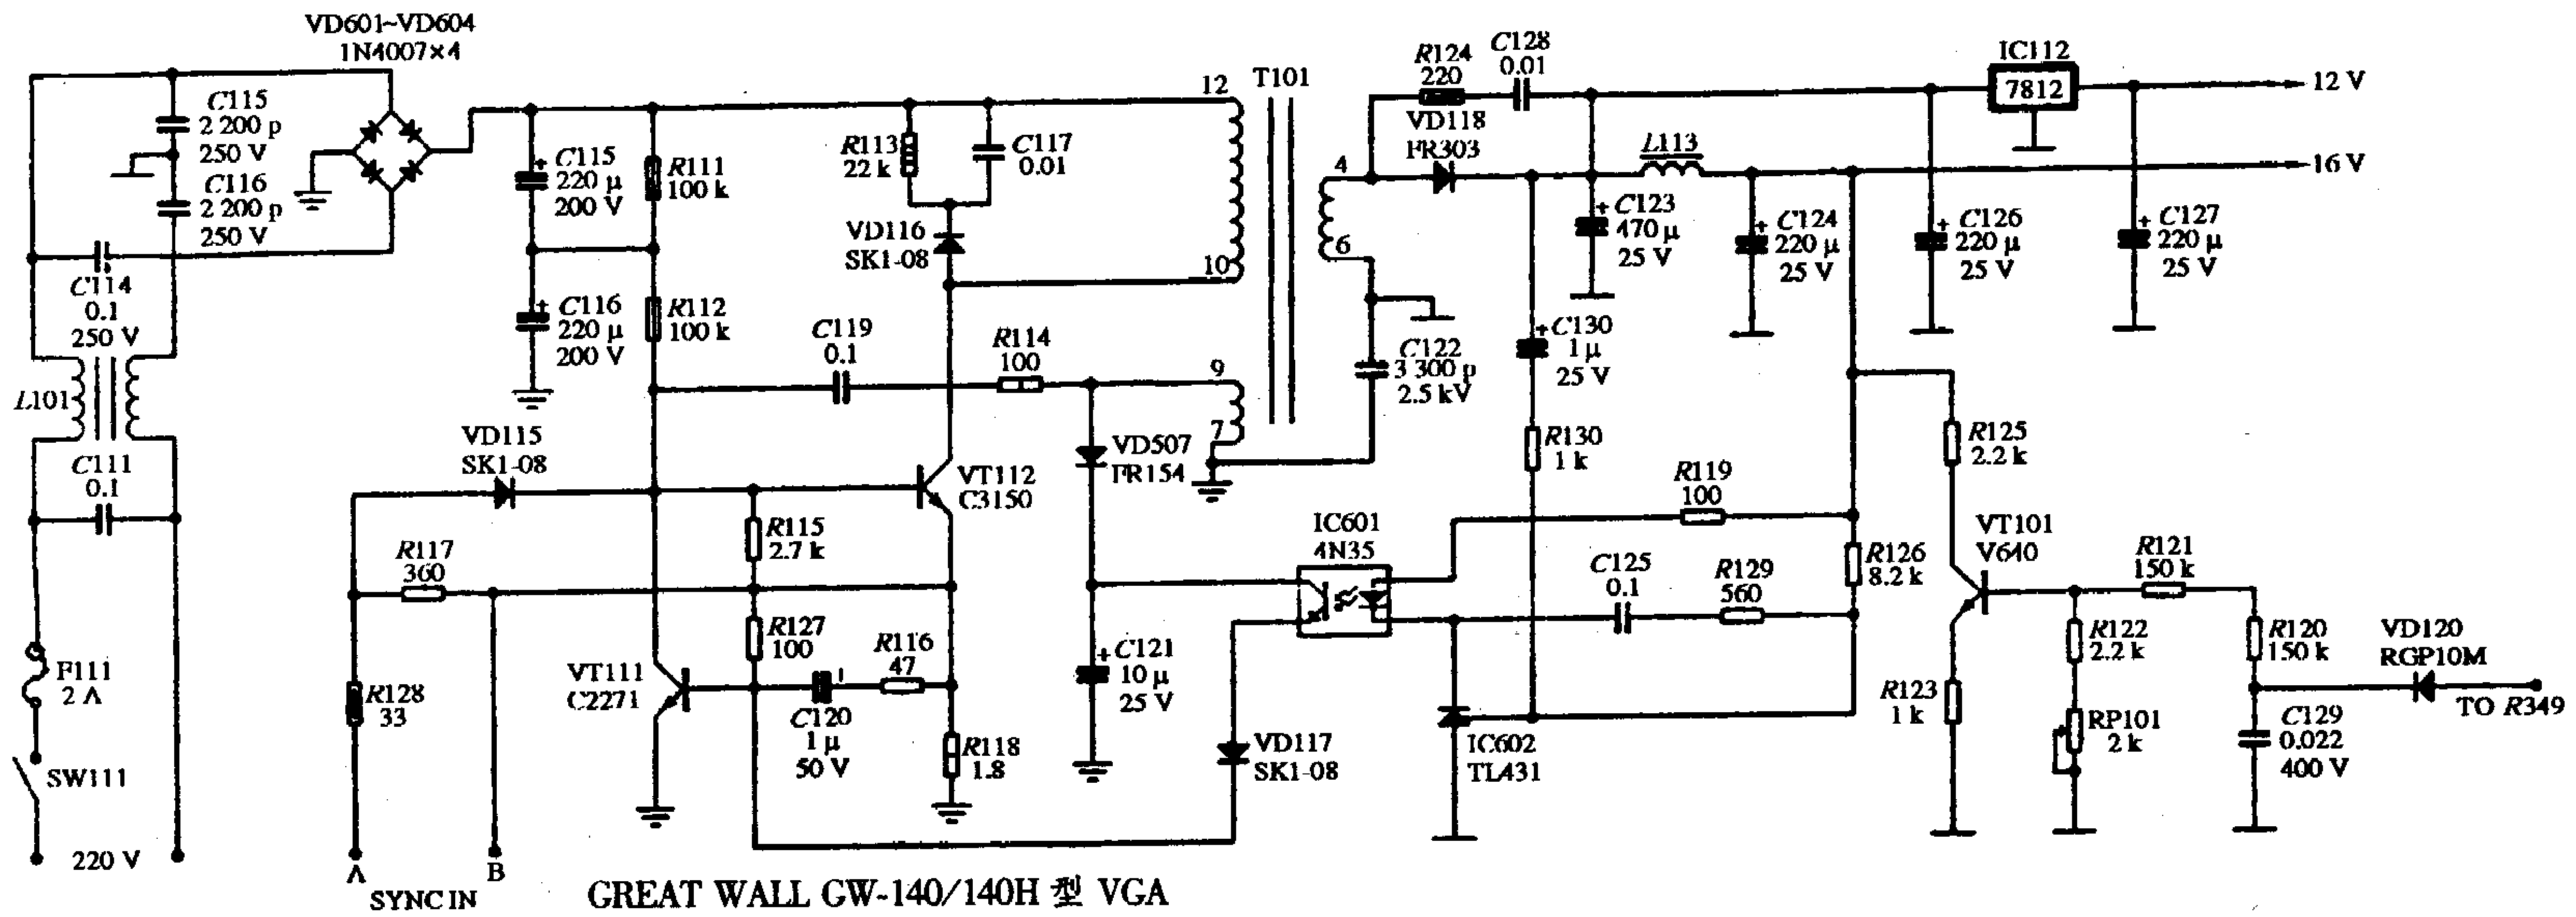 VD601~VD604
1N4007×4
C115
2 200 p
250 V
C116
2 200 p
250 V
C114
0.1
250 V
L101
C111
0.1
F111
2 A
SW111
220 V
C115
220 μ
200 V
C116
220 μ
200 V
R111
100 k
R112
100 k
R113
22 k
C117
0.01
VD116
SK1-08
C119
0.1
R114
100
VD115
SK1-08
R117
360
R128
33
A
B
SYNC IN
R115
2.7 k
R127
100
VT111
C2271
C120
1 μ
50 V
R116
47
R118
1.8
VT112
C3150
T101
12
10
9
7
4
6
VD507
FR154
C121
10 μ
25 V
VD117
SK1-08
IC601
4N35
R124
220
C128
0.01
VD118
FR303
L113
C123
470 μ
25 V
C124
220 μ
25 V
C126
220 μ
25 V
C127
220 μ
25 V
IC112
7812
12 V
16 V
C122
3 300 p
2.5 kV
C130
1 μ
25 V
R130
1 k
R119
100
C125
0.1
R129
560
R126
8.2 k
IC602
TL431
R125
2.2 k
VT101
V640
R123
1 k
R121
150 k
R122
2.2 k
RP101
2 k
R120
150 k
C129
0.022
400 V
VD120
RGP10M
TO R349
GREAT WALL GW-140/140H 型 VGA